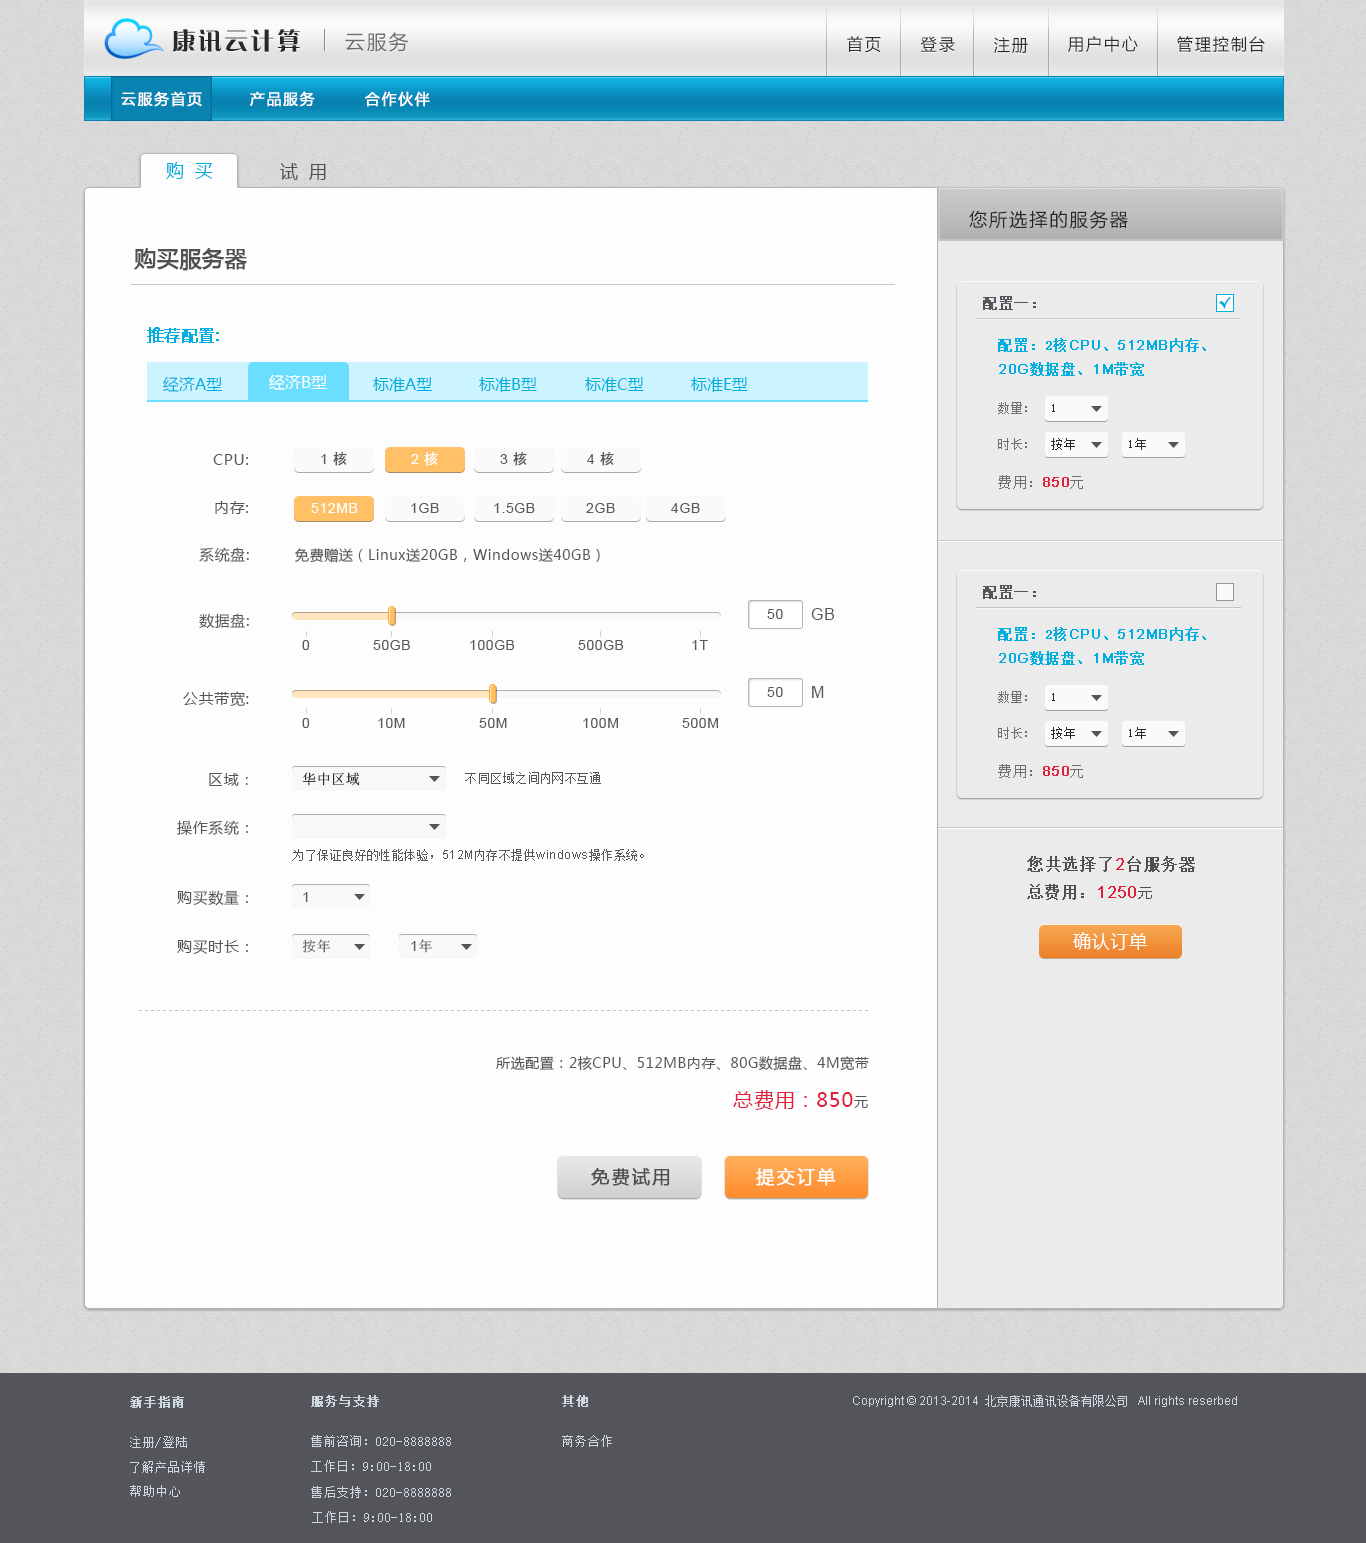 康讯云计算 云服务 首页 登录 注册 用户中心 管理控制台
云服务首页 产品服务 合作伙伴
购 买 试 用
购买服务器
推荐配置:
经济A型 经济B型 标准A型 标准B型 标准C型 标准E型
CPU: 1 核 2 核 3 核 4 核
内存: 512MB 1GB 1.5GB 2GB 4GB
系统盘: 免费赠送（Linux送20GB，Windows送40GB）
数据盘: 50 GB
0 50GB 100GB 500GB 1T
公共带宽: 50 M
0 10M 50M 100M 500M
区域： 华中区域 不同区域之间内网不互通
操作系统：
为了保证良好的性能体验，512M内存不提供windows操作系统。
购买数量： 1
购买时长： 按年 1年
所选配置：2核CPU、512MB内存、80G数据盘、4M宽带
总费用：850元
免费试用 提交订单
您所选择的服务器
配置一：
配置：2核CPU、512MB内存、
20G数据盘、1M带宽
数量： 1
时长： 按年 1年
费用：850元
配置一：
配置：2核CPU、512MB内存、
20G数据盘、1M带宽
数量： 1
时长： 按年 1年
费用：850元
您共选择了2台服务器
总费用：1250元
确认订单
新手指南
注册/登陆
了解产品详情
帮助中心
服务与支持
售前咨询：020-8888888
工作日：9:00-18:00
售后支持：020-8888888
工作日：9:00-18:00
其他
商务合作
Copyright © 2013-2014 北京康讯通讯设备有限公司 All rights reserbed